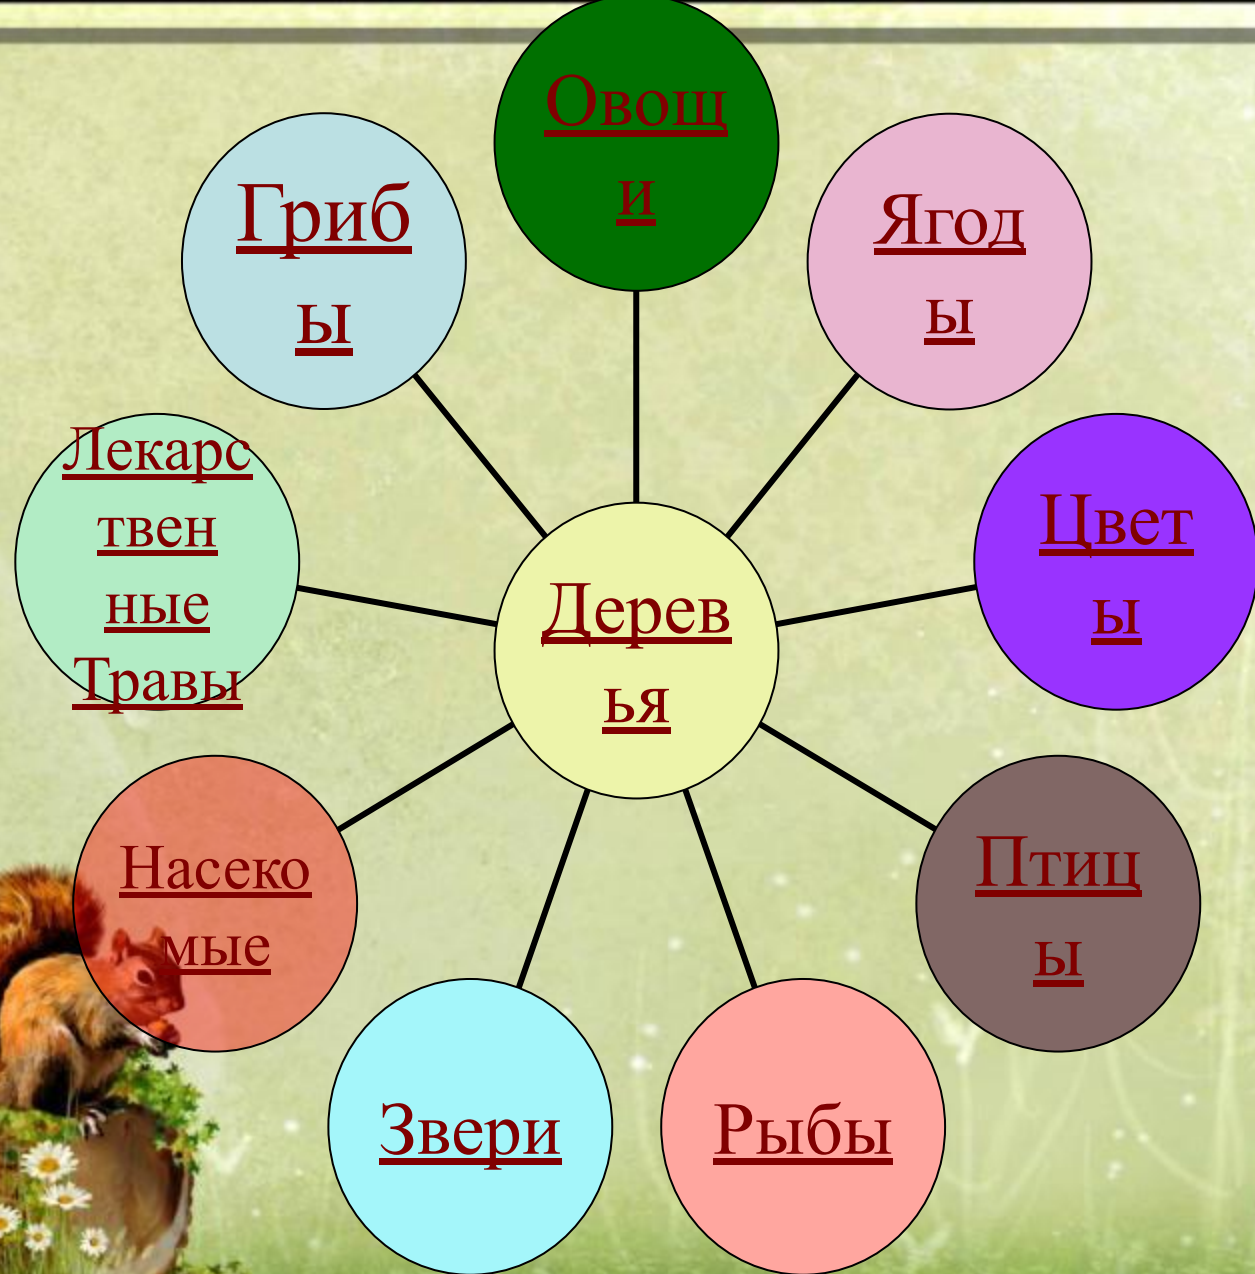 Овощ
и
Гриб
ы
Ягод
ы
Лекарс
твен
ные
Травы
Цвет
ы
Дерев
ья
Насеко
мые
Птиц
ы
Звери
Рыбы